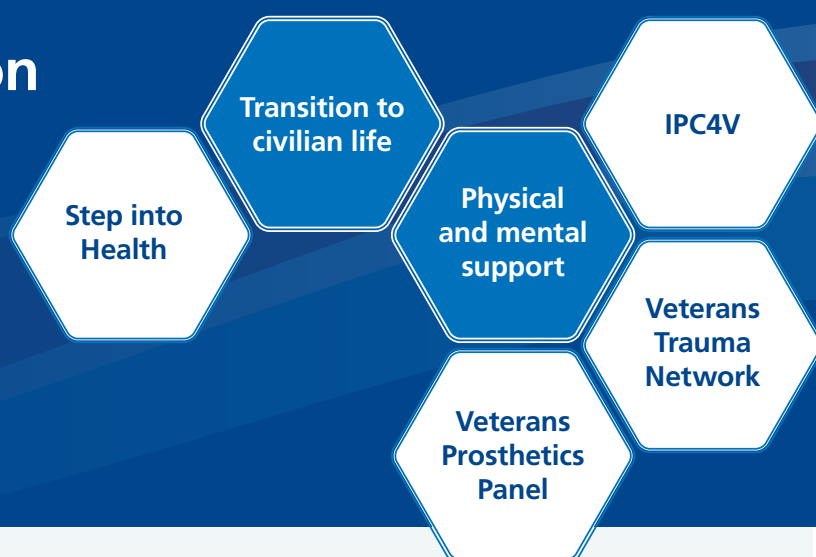 on
Transition to
civilian life
IPC4V
Step into
Health
Physical
and mental
support
Veterans
Trauma
Network
Veterans
Prosthetics
Panel